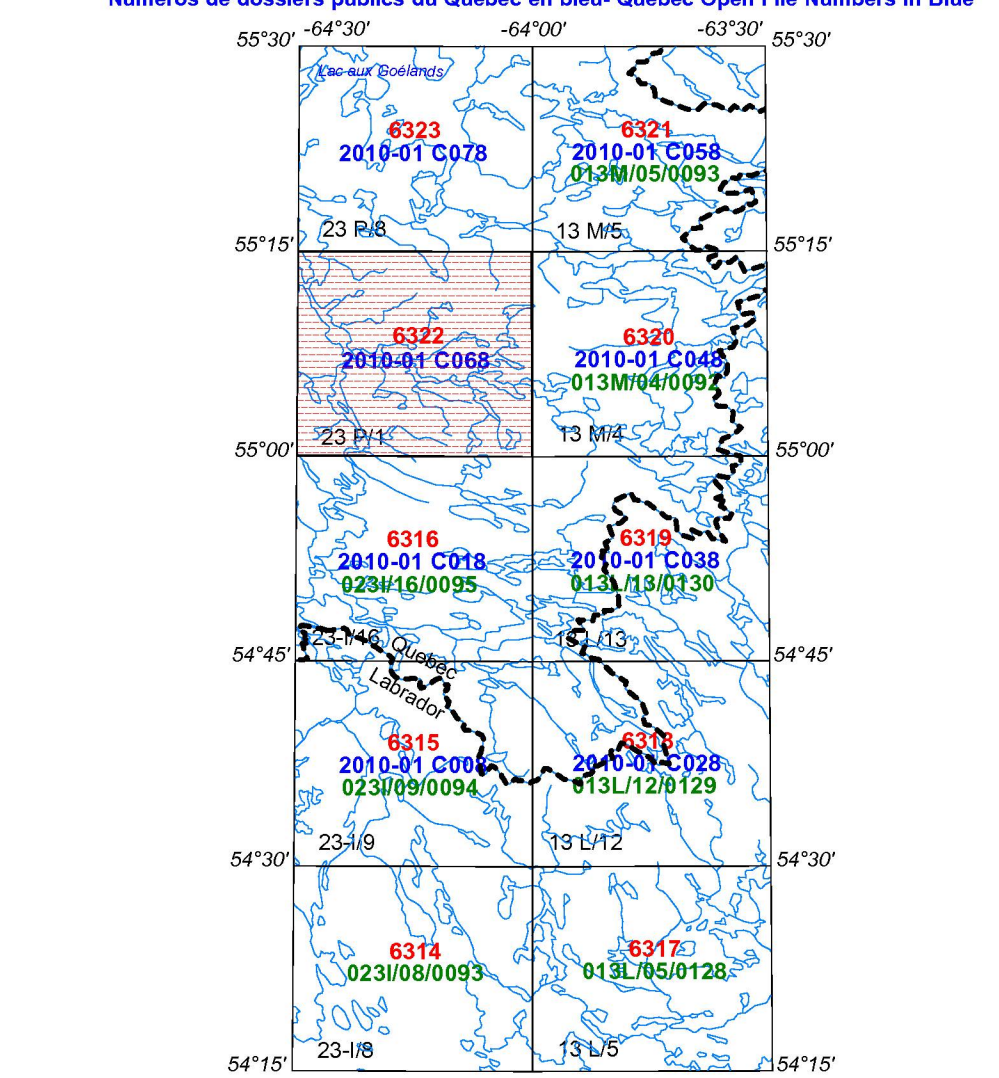 Numéros de dossiers publics du Québec en bleu- Quebec Open File Numbers in Blue
-64°30' -64°00' -63°30'
55°30' 55°30'
Lac aux Goélands
6323 6321
2010-01 C078 2010-01 C058
013M/05/0093
23 P/8 13 M/5
55°15' 55°15'
6322 6320
2010-01 C068 2010-01 C048
013M/04/0092
23 P/1 13 M/4
55°00' 55°00'
6316 6319
2010-01 C018 2010-01 C038
023I/16/0095 013L/13/0130
23-I/16 Quebec 13 L/13
54°45' 54°45'
Labrador
6315 6318
2010-01 C008 2010-01 C028
023I/09/0094 013L/12/0129
23-I/9 13 L/12
54°30' 54°30'
6314 6317
023I/08/0093 013L/05/0128
23-I/8 13 L/5
54°15' 54°15'